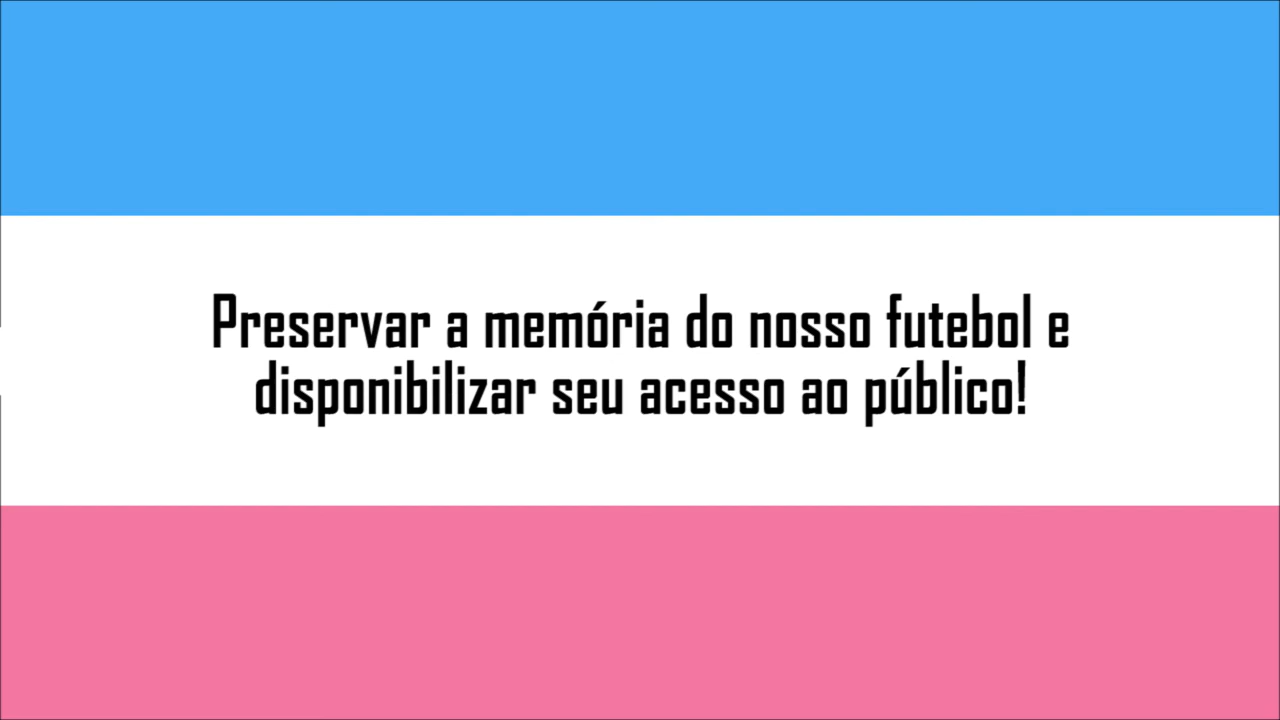 Preservar a memória do nosso futebol e
disponibilizar seu acesso ao público!